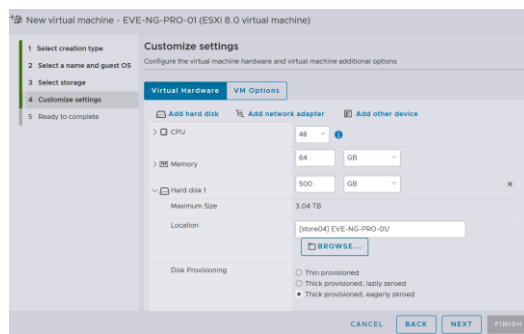 New virtual machine - EVE-NG-PRO-01 (ESXi 8.0 virtual machine)
1 Select creation type
2 Select a name and guest OS
3 Select storage
4 Customize settings
5 Ready to complete
Customize settings
Configure the virtual machine hardware and virtual machine additional options
Virtual Hardware VM Options
Add hard disk Add network adapter Add other device
CPU 48
Memory 64 GB
Hard disk 1 500 GB
Maximum Size 3.04 TB
Location [store04] EVE-NG-PRO-01/
BROWSE...
Disk Provisioning Thin provisioned
Thick provisioned, lazily zeroed
Thick provisioned, eagerly zeroed
CANCEL BACK NEXT FINISH